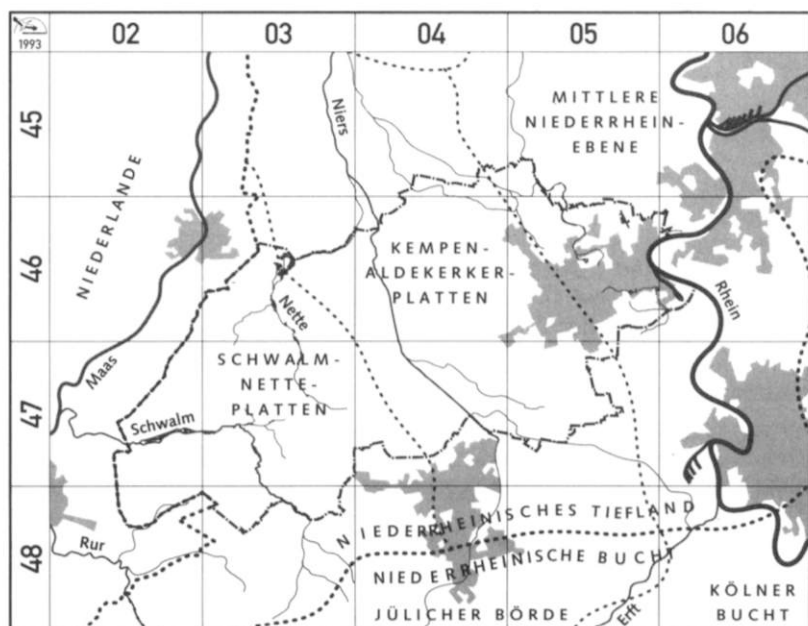 1993
02 03 04 05 06
45
46
47
48
MITTLERE
NIEDERRHEIN-
EBENE
Niers
NIEDERLANDE
KEMPEN-
ALDEKERKER-
PLATTEN
Nette
Rhein
Maas
SCHWALM-
NETTE-
PLATTEN
Schwalm
NIEDERRHEINISCHES TIEFLAND
NIEDERRHEINISCHE BUCHT
Rur
JÜLICHER BÖRDE
Erft
KÖLNER
BUCHT